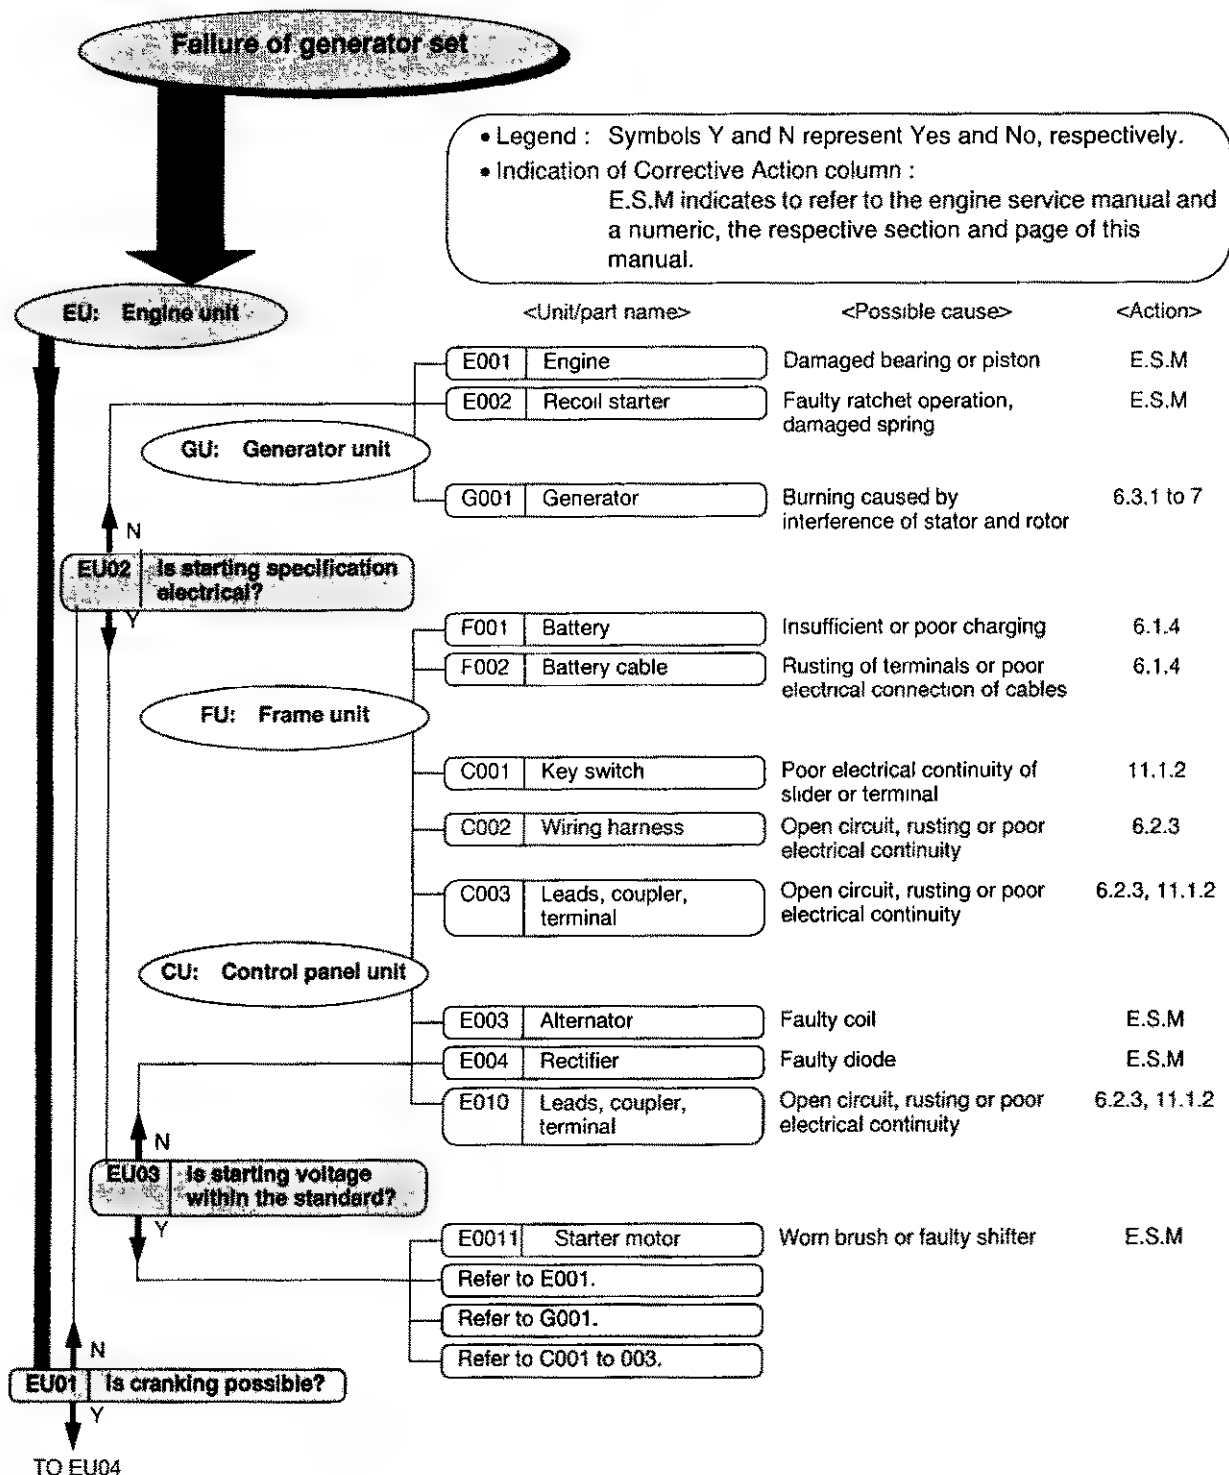 Failure of generator set
• Legend : Symbols Y and N represent Yes and No, respectively.
• Indication of Corrective Action column :
E.S.M indicates to refer to the engine service manual and
a numeric, the respective section and page of this
manual.
EU: Engine unit
<Unit/part name> <Possible cause> <Action>
E001 Engine Damaged bearing or piston E.S.M
E002 Recoil starter Faulty ratchet operation, E.S.M
damaged spring
GU: Generator unit
G001 Generator Burning caused by 6.3.1 to 7
interference of stator and rotor
N
EU02 Is starting specification
electrical?
Y
F001 Battery Insufficient or poor charging 6.1.4
F002 Battery cable Rusting of terminals or poor 6.1.4
electrical connection of cables
FU: Frame unit
C001 Key switch Poor electrical continuity of 11.1.2
slider or terminal
C002 Wiring harness Open circuit, rusting or poor 6.2.3
electrical continuity
C003 Leads, coupler, Open circuit, rusting or poor 6.2.3, 11.1.2
terminal electrical continuity
CU: Control panel unit
E003 Alternator Faulty coil E.S.M
E004 Rectifier Faulty diode E.S.M
E010 Leads, coupler, Open circuit, rusting or poor 6.2.3, 11.1.2
terminal electrical continuity
N
EU03 Is starting voltage
within the standard?
Y
E0011 Starter motor Worn brush or faulty shifter E.S.M
Refer to E001.
Refer to G001.
Refer to C001 to 003.
N
EU01 Is cranking possible?
Y
TO EU04